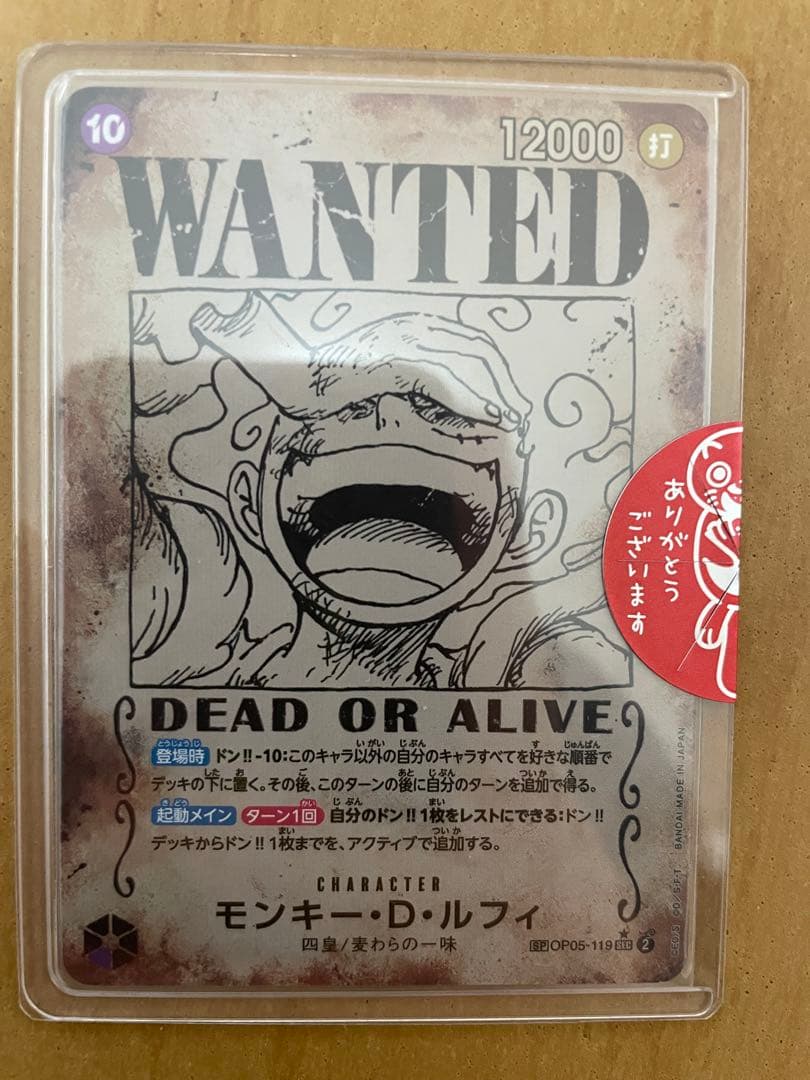 10
12000 打
WANTED
DEAD OR ALIVE
登場時 ドン!!-10:このキャラ以外の自分のキャラすべてを好きな順番で
デッキの下に置く。その後、このターンの後に自分のターンを追加で得る。
起動メイン ターン1回 自分のドン!!1枚をレストにできる:ドン!!
デッキからドン!!1枚までを、アクティブで追加する。
CHARACTER
モンキー・D・ルフィ
四皇/麦わらの一味
SP OP05-119 SEC 2
BANDAI MADE IN JAPAN
ありがとう
ございます